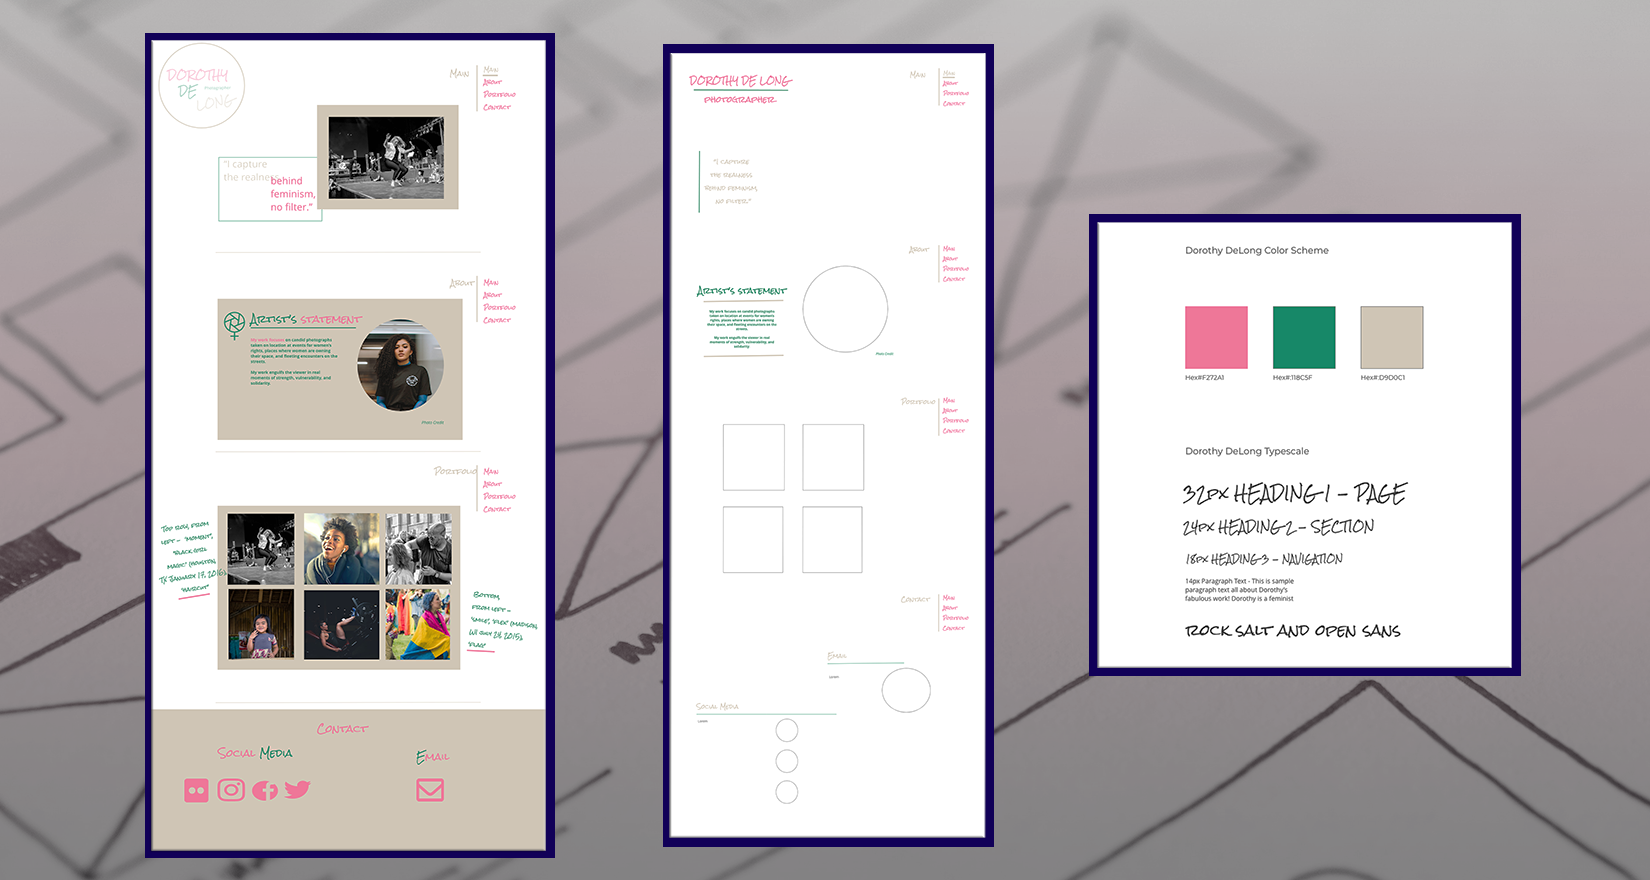 DOROTHY
DE
Photographer
LONG
Main
Main
About
Portfolio
Contact
"I capture
the realness
behind
feminism,
no filter."
About
Main
About
Portfolio
Contact
Artist's statement
My work focuses on candid photographs
taken on location at events for women's
rights, places where women are owning
their space, and fleeting encounters on the
streets.
My work engulfs the viewer in real
moments of strength, vulnerability, and
solidarity.
Photo Credit
Portfolio
Main
About
Portfolio
Contact
Top row, from
left – "Moment",
"Black Girl
Magic" (Houston,
TX January 17, 2016),
"Haircut"
Bottom,
from left –
"Smile", "Flex" (Madison,
WI July 24, 2015),
"Flag"
Contact
Social Media
Email
DOROTHY DE LONG
PHOTOGRAPHER
Main
Main
About
Portfolio
Contact
"I capture
the realness
behind feminism,
no filter."
About
Main
About
Portfolio
Contact
Artist's statement
My work focuses on candid photographs
taken on location at events for women's
rights, places where women are owning
their space, and fleeting encounters on the
streets.
My work engulfs the viewer in real
moments of strength, vulnerability, and
solidarity.
Photo Credit
Portfolio
Main
About
Portfolio
Contact
Contact
Main
About
Portfolio
Contact
Email
Social Media
Dorothy DeLong Color Scheme
Hex#F272A1
Hex#:118C5F
Hex#:D9D0C1
Dorothy DeLong Typescale
32px Heading-1 – Page
24px Heading-2 – Section
18px Heading-3 – Navigation
14px Paragraph Text - This is sample
paragraph text all about Dorothy's
fabulous work! Dorothy is a feminist
Rock Salt and Open Sans